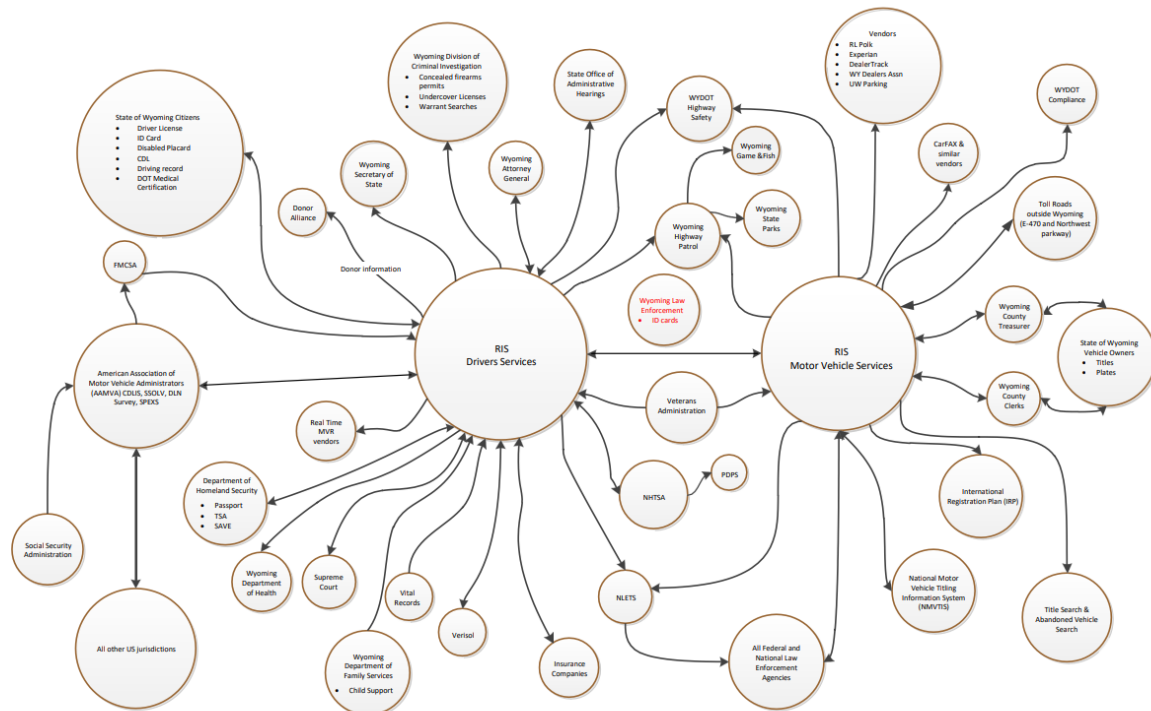 Wyoming Division of
Criminal Investigation
• Concealed firearms
permits
• Undercover Licenses
• Warrant Searches
State Office of
Administrative
Hearings
Vendors
• RL Polk
• Experian
• DealerTrack
• WY Dealers Assn
• UW Parking
WYDOT
Compliance
State of Wyoming Citizens
• Driver License
• ID Card
• Disabled Placard
• CDL
• Driving record
• DOT Medical
Certification
WYDOT
Highway
Safety
Wyoming
Game &Fish
CarFAX &
similar
vendors
Wyoming
Secretary of
State
Wyoming
Attorney
General
Donor
Alliance
Wyoming
State
Parks
Toll Roads
outside Wyoming
(E-470 and Northwest
parkway)
Wyoming
Highway
Patrol
FMCSA
Donor information
Wyoming Law
Enforcement
• ID cards
Wyoming
County
Treasurer
RIS
Drivers Services
RIS
Motor Vehicle Services
State of Wyoming
Vehicle Owners
• Titles
• Plates
American Association of
Motor Vehicle Administrators
(AAMVA) CDLIS, SSOLV, DLN
Survey, SPEXS
Veterans
Administration
Wyoming
County
Clerks
Real Time
MVR
vendors
Department of
Homeland Security
• Passport
• TSA
• SAVE
NHTSA
PDPS
International
Registration Plan (IRP)
Social Security
Administration
Wyoming
Department
of Health
Supreme
Court
Vital
Records
NLETS
National Motor
Vehicle Titling
Information System
(NMVTIS)
Title Search &
Abandoned Vehicle
Search
Verisol
All other US jurisdictions
Wyoming
Department of
Family Services
• Child Support
Insurance
Companies
All Federal and
National Law
Enforcement
Agencies